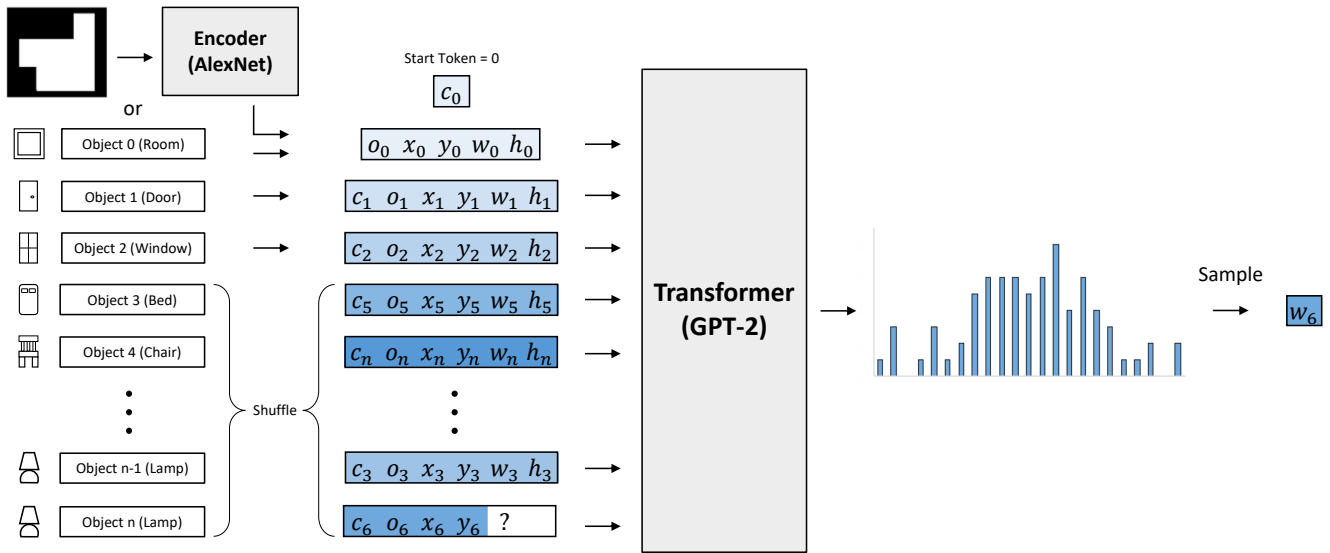 Encoder
(AlexNet)
Start Token = 0
c₀
or
Object 0 (Room)
o₀ x₀ y₀ w₀ h₀
Object 1 (Door)
c₁ o₁ x₁ y₁ w₁ h₁
Object 2 (Window)
c₂ o₂ x₂ y₂ w₂ h₂
Object 3 (Bed)
c₅ o₅ x₅ y₅ w₅ h₅
Object 4 (Chair)
cₙ oₙ xₙ yₙ wₙ hₙ
Shuffle
Object n-1 (Lamp)
c₃ o₃ x₃ y₃ w₃ h₃
Object n (Lamp)
c₆ o₆ x₆ y₆ ?
Transformer
(GPT-2)
Sample
w₆